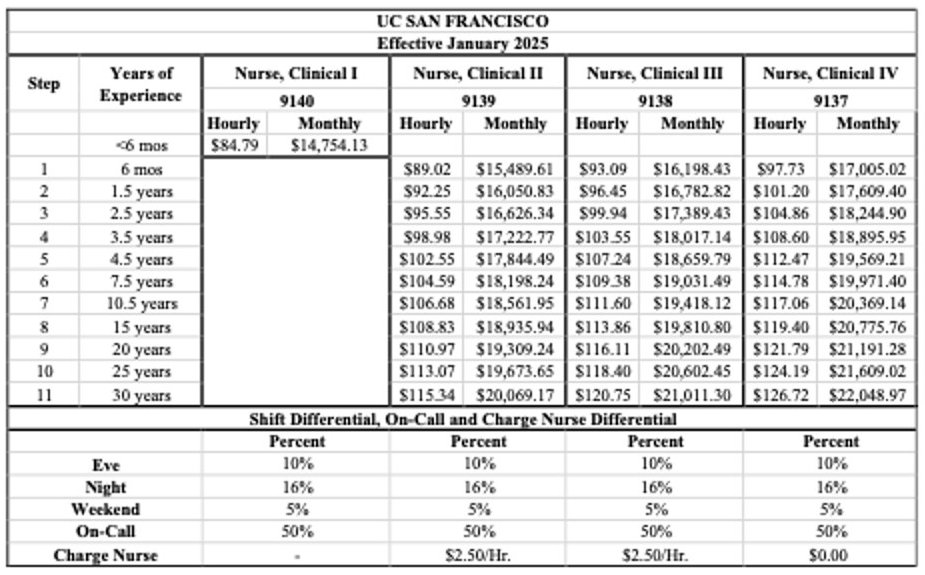 UC SAN FRANCISCO
Effective January 2025
Step Years of Experience Nurse, Clinical I Nurse, Clinical II Nurse, Clinical III Nurse, Clinical IV
9140 9139 9138 9137
Hourly Monthly Hourly Monthly Hourly Monthly Hourly Monthly
<6 mos $84.79 $14,754.13
1 6 mos $89.02 $15,489.61 $93.09 $16,198.43 $97.73 $17,005.02
2 1.5 years $92.25 $16,050.83 $96.45 $16,782.82 $101.20 $17,609.40
3 2.5 years $95.55 $16,626.34 $99.94 $17,389.43 $104.86 $18,244.90
4 3.5 years $98.98 $17,222.77 $103.55 $18,017.14 $108.60 $18,895.95
5 4.5 years $102.55 $17,844.49 $107.24 $18,659.79 $112.47 $19,569.21
6 7.5 years $104.59 $18,198.24 $109.38 $19,031.49 $114.78 $19,971.40
7 10.5 years $106.68 $18,561.95 $111.60 $19,418.12 $117.06 $20,369.14
8 15 years $108.83 $18,935.94 $113.86 $19,810.80 $119.40 $20,775.76
9 20 years $110.97 $19,309.24 $116.11 $20,202.49 $121.79 $21,191.28
10 25 years $113.07 $19,673.65 $118.40 $20,602.45 $124.19 $21,609.02
11 30 years $115.34 $20,069.17 $120.75 $21,011.30 $126.72 $22,048.97
Shift Differential, On-Call and Charge Nurse Differential
Percent Percent Percent Percent
Eve 10% 10% 10% 10%
Night 16% 16% 16% 16%
Weekend 5% 5% 5% 5%
On-Call 50% 50% 50% 50%
Charge Nurse - $2.50/Hr. $2.50/Hr. $0.00